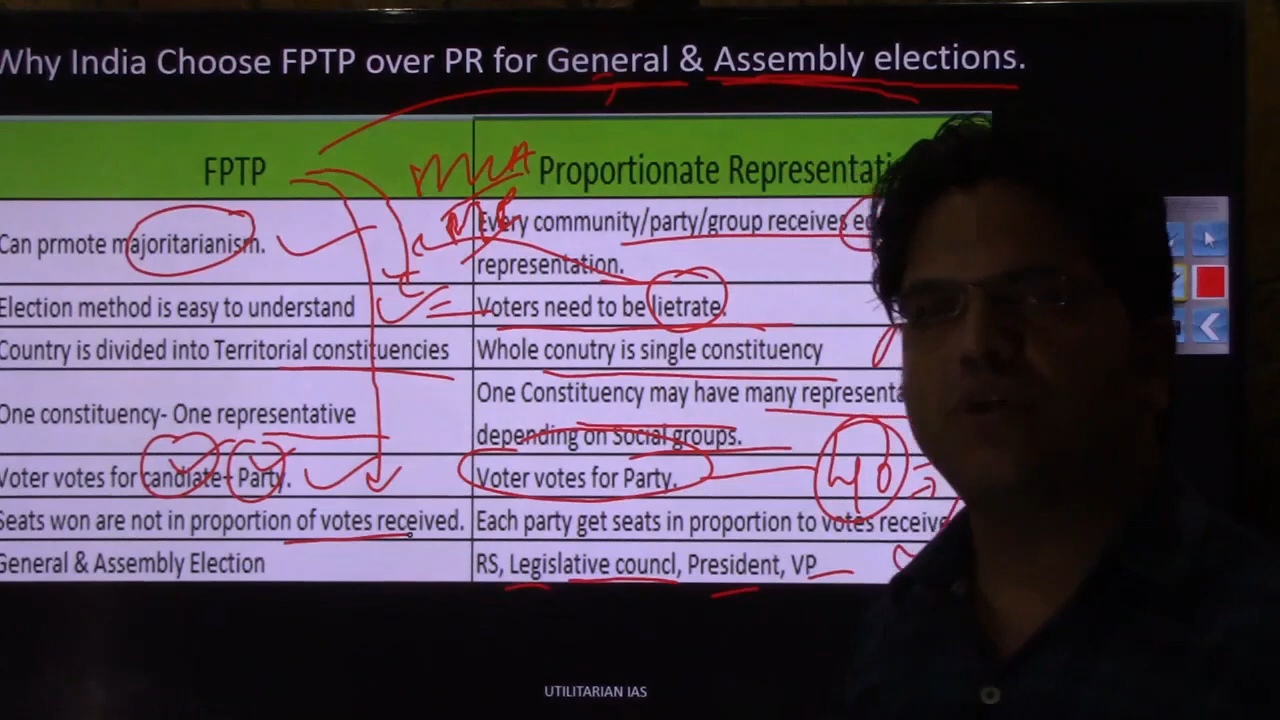 Why India Choose FPTP over PR for General & Assembly elections.
FPTP
Proportionate Representati
MLA
MP
Can prmote majoritarianism.
Every community/party/group receives
representation.
Election method is easy to understand
Voters need to be lietrate.
Country is divided into Territorial constituencies
Whole conutry is single constituency
One constituency- One representative
One Constituency may have many representa
depending on Social groups.
Voter votes for candiate- Party.
Voter votes for Party.
40
Seats won are not in proportion of votes received.
Each party get seats in proportion to votes receive
General & Assembly Election
RS, Legislative councl, President, VP
UTILITARIAN IAS